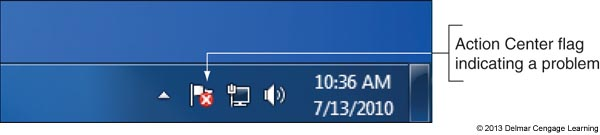 Action Center flag
indicating a problem
10:36 AM
7/13/2010
© 2013 Delmar Cengage Learning